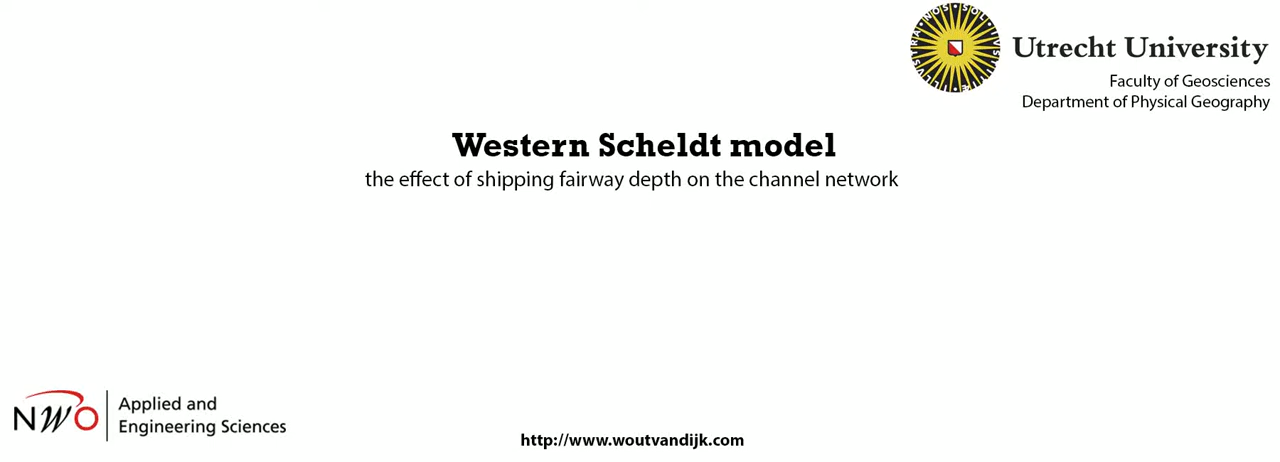 Utrecht University
Faculty of Geosciences
Department of Physical Geography
Western Scheldt model
the effect of shipping fairway depth on the channel network
NWO
Applied and
Engineering Sciences
http://www.woutvandijk.com